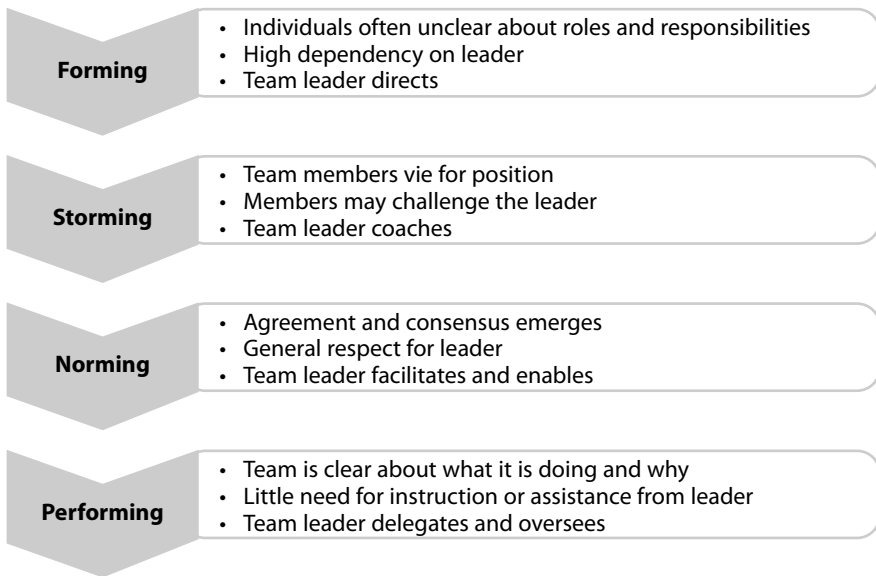 Forming
• Individuals often unclear about roles and responsibilities
• High dependency on leader
• Team leader directs
Storming
• Team members vie for position
• Members may challenge the leader
• Team leader coaches
Norming
• Agreement and consensus emerges
• General respect for leader
• Team leader facilitates and enables
Performing
• Team is clear about what it is doing and why
• Little need for instruction or assistance from leader
• Team leader delegates and oversees